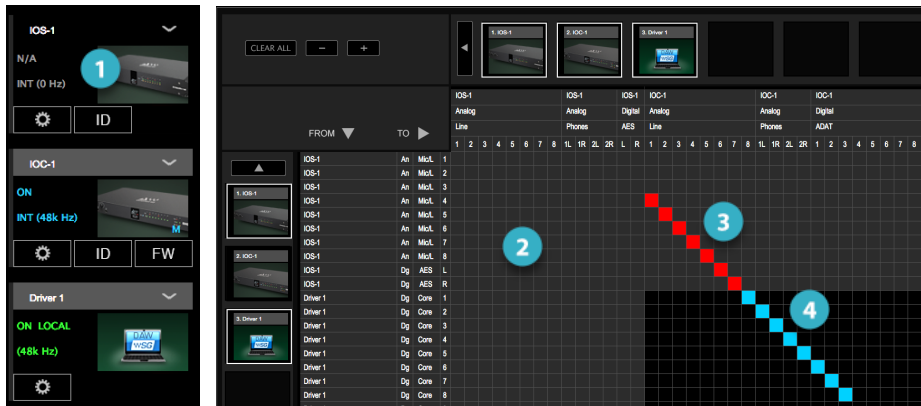 IOS-1
N/A
1
INT (0 Hz)
ID
IOC-1
ON
INT (48k Hz)
M
ID
FW
Driver 1
ON LOCAL
(48k Hz)
DAW
WSG
CLEAR ALL
−
+
1. IOS-1
2. IOC-1
3. Driver 1
IOS-1 IOS-1 IOS-1 IOC-1 IOC-1 IOC-1
Analog Analog Digital Analog Analog Digital
Line Phones AES Line Phones ADAT
FROM TO
1 2 3 4 5 6 7 8 1L 1R 2L 2R L R 1 2 3 4 5 6 7 8 1L 1R 2L 2R 1 2 3 4 5 6 7 8
1. IOS-1
2. IOC-1
3. Driver 1
IOS-1 An Mic/L 1
IOS-1 An Mic/L 2
IOS-1 An Mic/L 3
IOS-1 An Mic/L 4
IOS-1 An Mic/L 5
IOS-1 An Mic/L 6
IOS-1 An Mic/L 7
IOS-1 An Mic/L 8
IOS-1 Dg AES L
IOS-1 Dg AES R
Driver 1 Dg Core 1
Driver 1 Dg Core 2
Driver 1 Dg Core 3
Driver 1 Dg Core 4
Driver 1 Dg Core 5
Driver 1 Dg Core 6
Driver 1 Dg Core 7
Driver 1 Dg Core 8
2
3
4